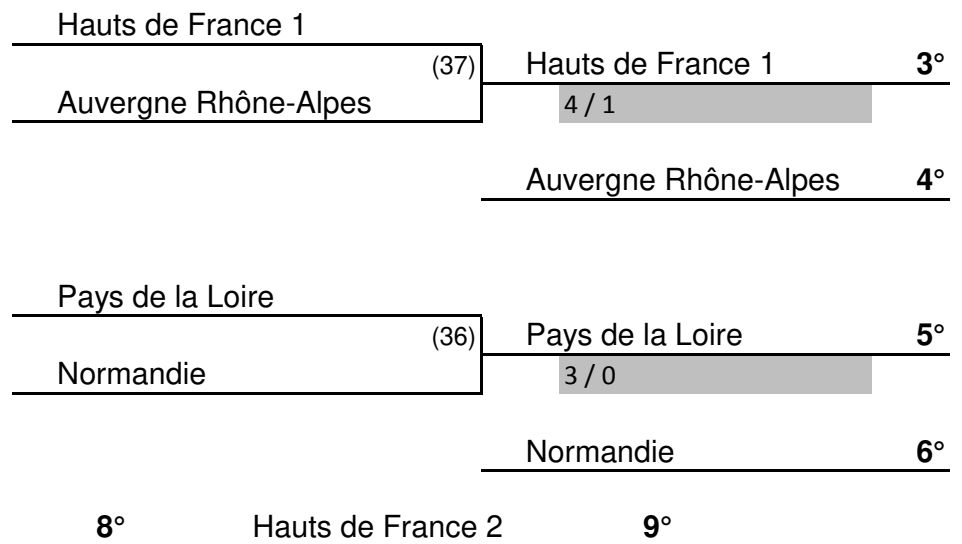 Hauts de France 1
(37) Hauts de France 1 3°
Auvergne Rhône-Alpes 4 / 1
Auvergne Rhône-Alpes 4°
Pays de la Loire
(36) Pays de la Loire 5°
Normandie 3 / 0
Normandie 6°
8° Hauts de France 2 9°